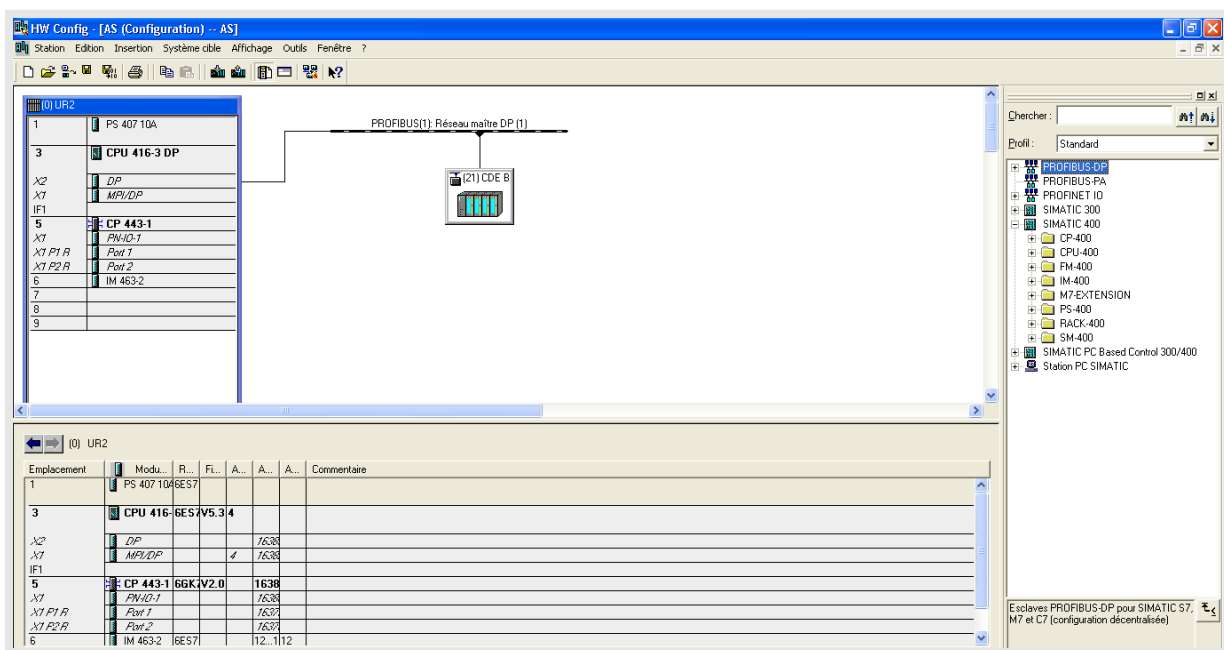 HW Config - [AS (Configuration) -- AS]
Station Edition Insertion Système cible Affichage Outils Fenêtre ?
(0) UR2
1 PS 407 10A
3 CPU 416-3 DP
X2 DP
X1 MPI/DP
IF1
5 CP 443-1
X1 PN-IO-1
X1 P1 R Port 1
X1 P2 R Port 2
6 IM 463-2
7
8
9
PROFIBUS(1): Réseau maître DP (1)
(21) CDE B
Chercher :
Profil : Standard
PROFIBUS-DP
PROFIBUS-PA
PROFINET IO
SIMATIC 300
SIMATIC 400
CP-400
CPU-400
FM-400
IM-400
M7-EXTENSION
PS-400
RACK-400
SM-400
SIMATIC PC Based Control 300/400
Station PC SIMATIC
(0) UR2
Emplacement Modu... R... Fi... A... A... A... Commentaire
1 PS 407 10A 6ES7
3 CPU 416- 6ES7 V5.3 4
X2 DP 1638
X1 MPI/DP 4 1638
IF1
5 CP 443-1 6GK7 V2.0 1638
X1 PN-IO-1 1638
X1 P1 R Port 1 1637
X1 P2 R Port 2 1637
6 IM 463-2 6ES7 12...1 12
Esclaves PROFIBUS-DP pour SIMATIC S7,
M7 et C7 (configuration décentralisée)